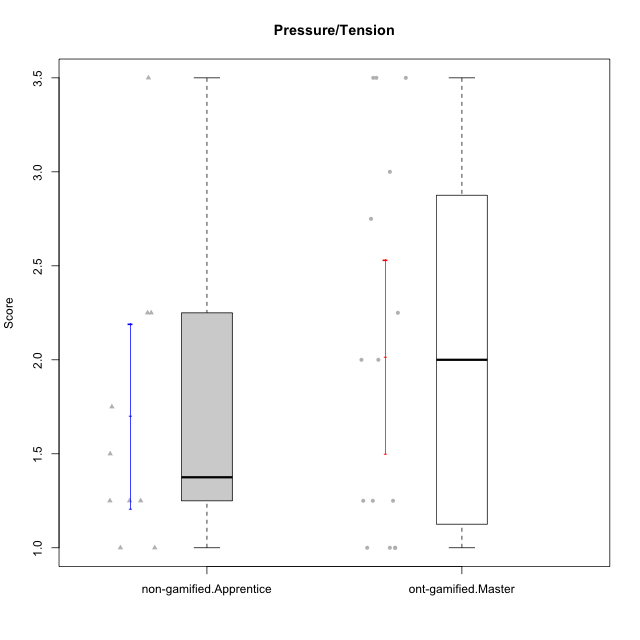 Pressure/Tension
Score
3.5
3.0
2.5
2.0
1.5
1.0
non-gamified.Apprentice
ont-gamified.Master